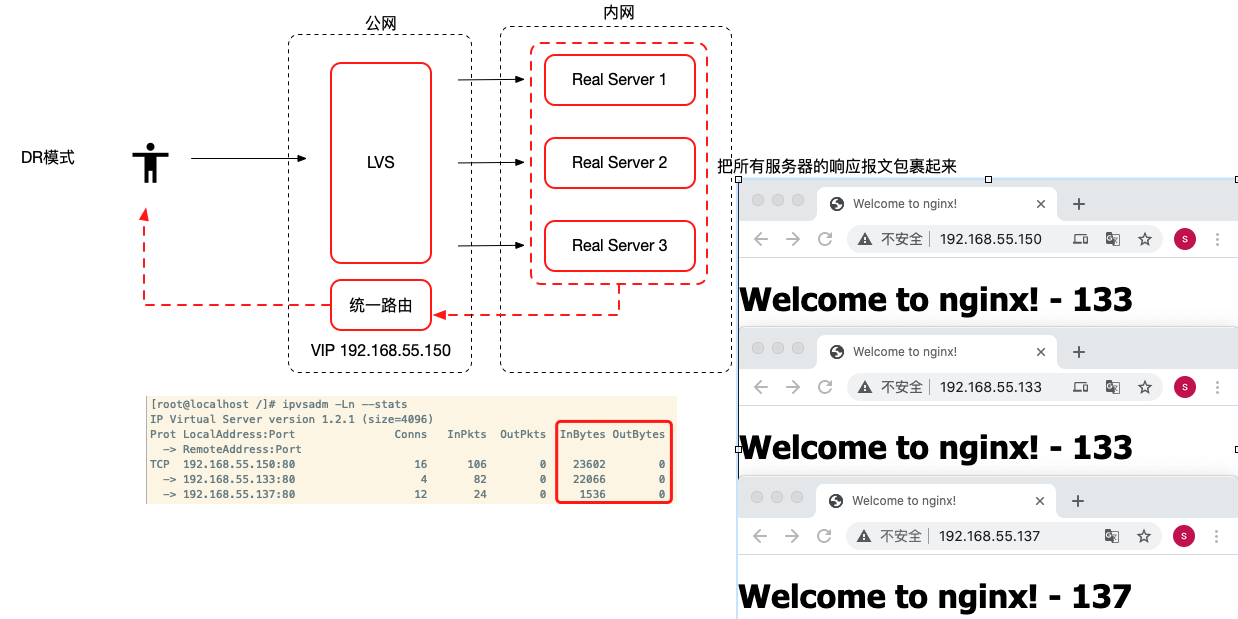 公网
内网
DR模式
LVS
Real Server 1
Real Server 2
Real Server 3
统一路由
VIP 192.168.55.150
[root@localhost /]# ipvsadm -Ln --stats
IP Virtual Server version 1.2.1 (size=4096)
Prot LocalAddress:Port Conns InPkts OutPkts InBytes OutBytes
-> RemoteAddress:Port
TCP 192.168.55.150:80 16 106 0 23602 0
-> 192.168.55.133:80 4 82 0 22066 0
-> 192.168.55.137:80 12 24 0 1536 0
把所有服务器的响应报文包裹起来
Welcome to nginx!
不安全 192.168.55.150 S
Welcome to nginx! - 133
Welcome to nginx!
不安全 192.168.55.133 S
Welcome to nginx! - 133
Welcome to nginx!
不安全 192.168.55.137 S
Welcome to nginx! - 137